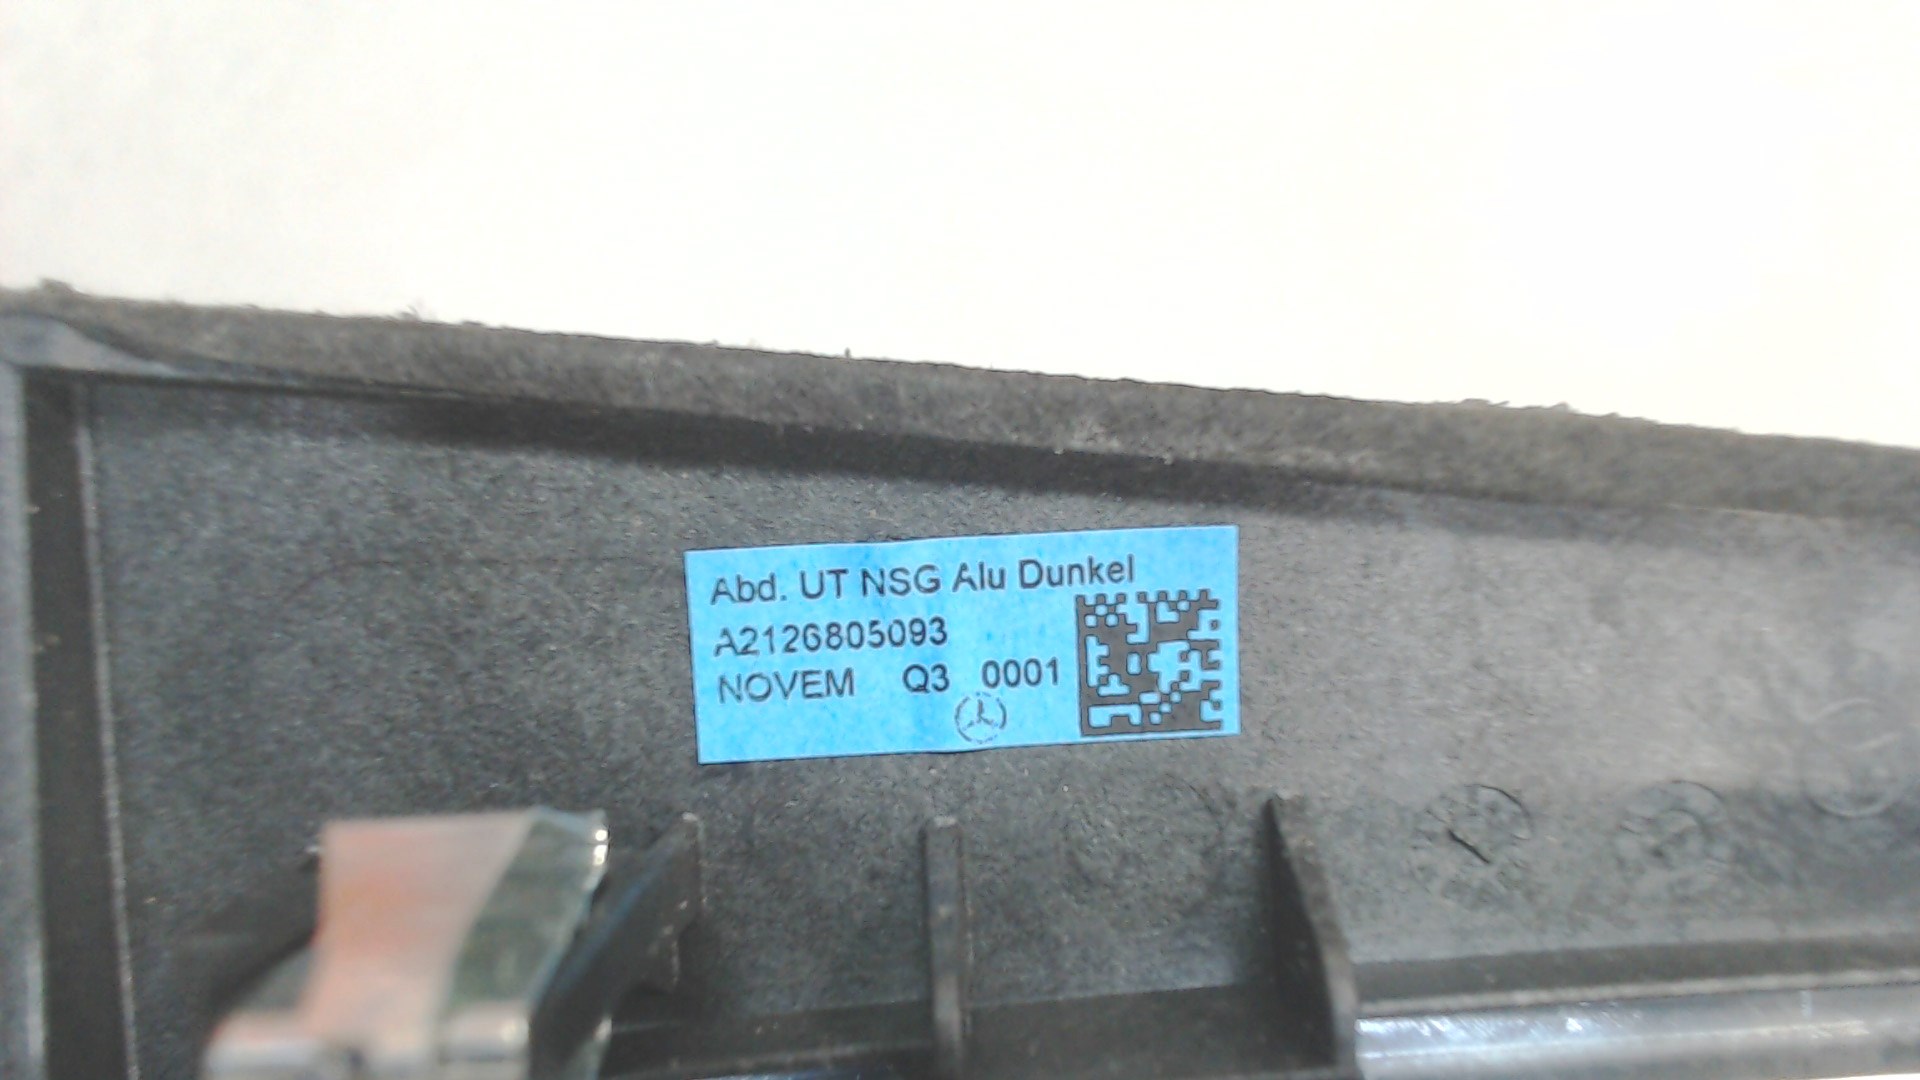 Abd. UT NSG Alu Dunkel
A2126805093
NOVEM Q3 0001